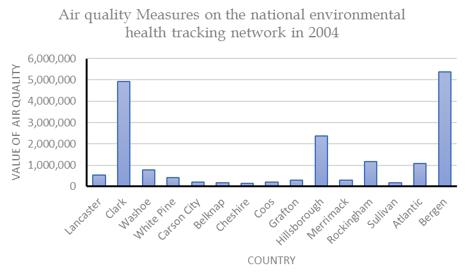 Air quality Measures on the national environmental
health tracking network in 2004
VALUE OF AIR QUALITY
6,000,000
5,000,000
4,000,000
3,000,000
2,000,000
1,000,000
0
Lancaster
Clark
Washoe
White Pine
Carson City
Belknap
Cheshire
Coos
Grafton
Hillsborough
Merrimack
Rockingham
Sullivan
Atlantic
Bergen
COUNTRY